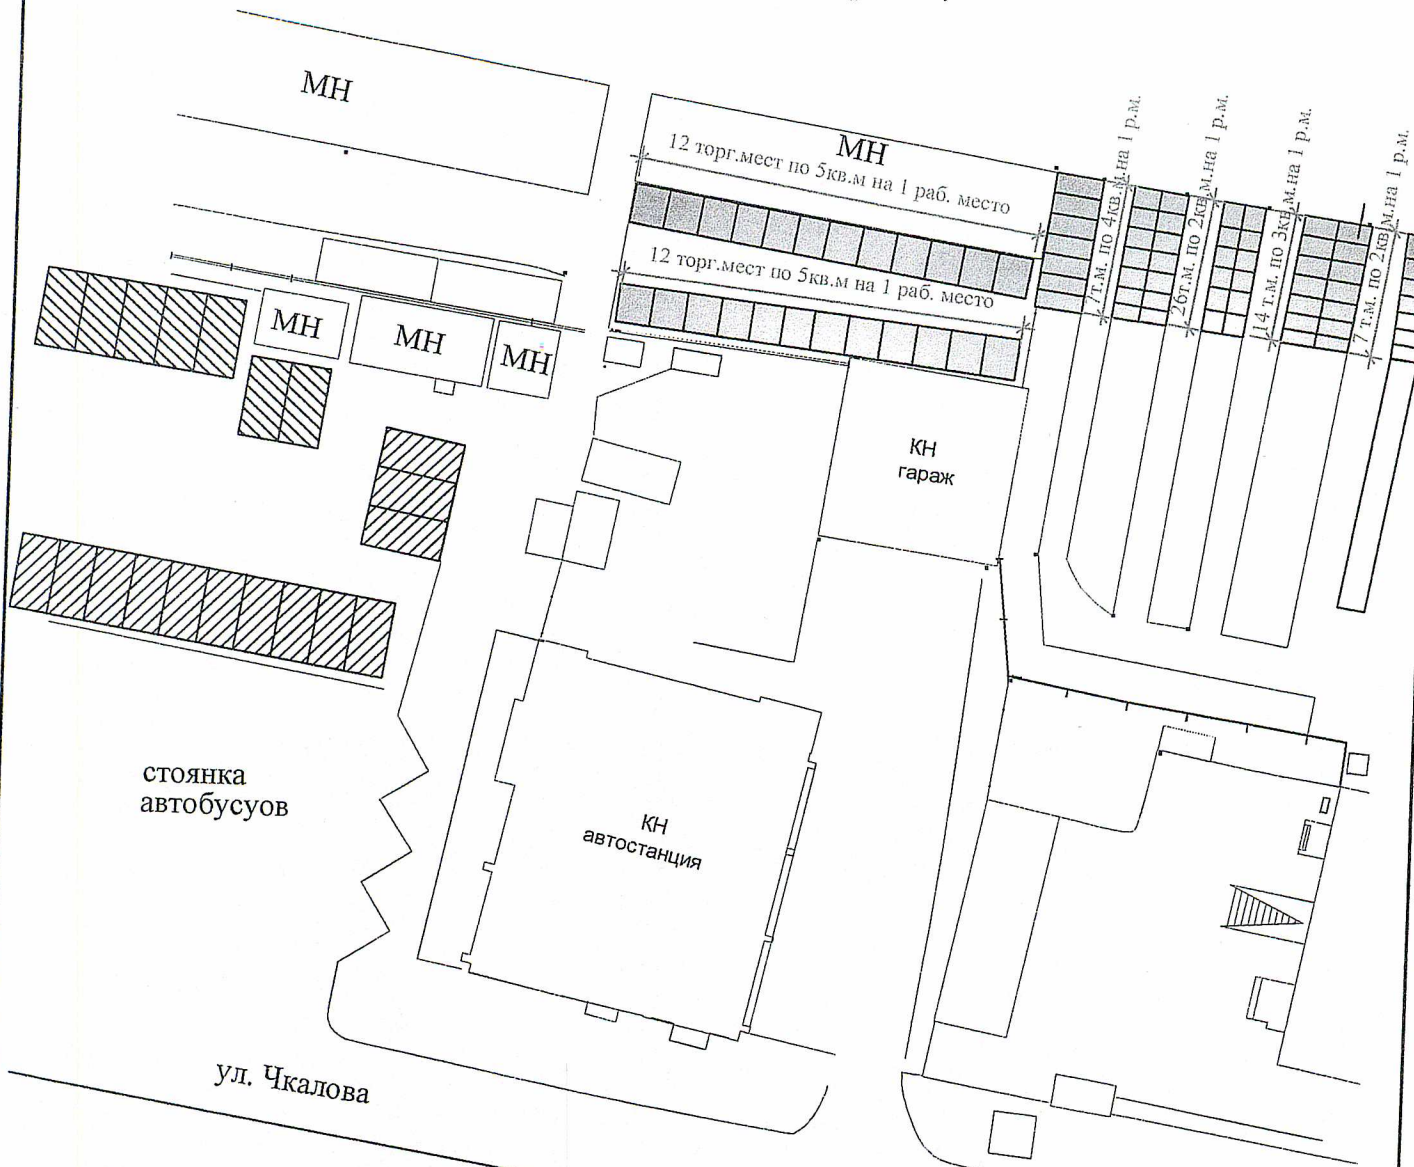 МН
МН
12 торг.мест по 5кв.м на 1 раб. место
12 торг.мест по 5кв.м на 1 раб. место
7т.м. по 4кв.м.на 1 р.м.
26т.м. по 2кв.м.на 1 р.м.
14 т.м. по 3кв.м.на 1 р.м.
7 т.м. по 2кв.м.на 1 р.м.
МН
МН
МН
КН
гараж
стоянка
автобусуов
КН
автостанция
ул. Чкалова